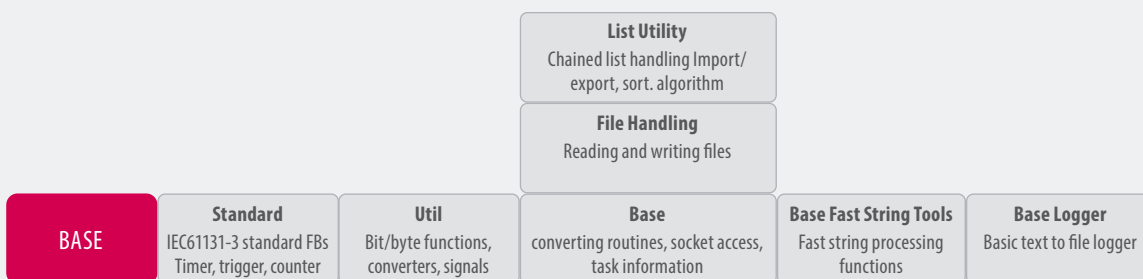 List Utility
Chained list handling Import/
export, sort. algorithm
File Handling
Reading and writing files
BASE
Standard
IEC61131-3 standard FBs
Timer, trigger, counter
Util
Bit/byte functions,
converters, signals
Base
converting routines, socket access,
task information
Base Fast String Tools
Fast string processing
functions
Base Logger
Basic text to file logger